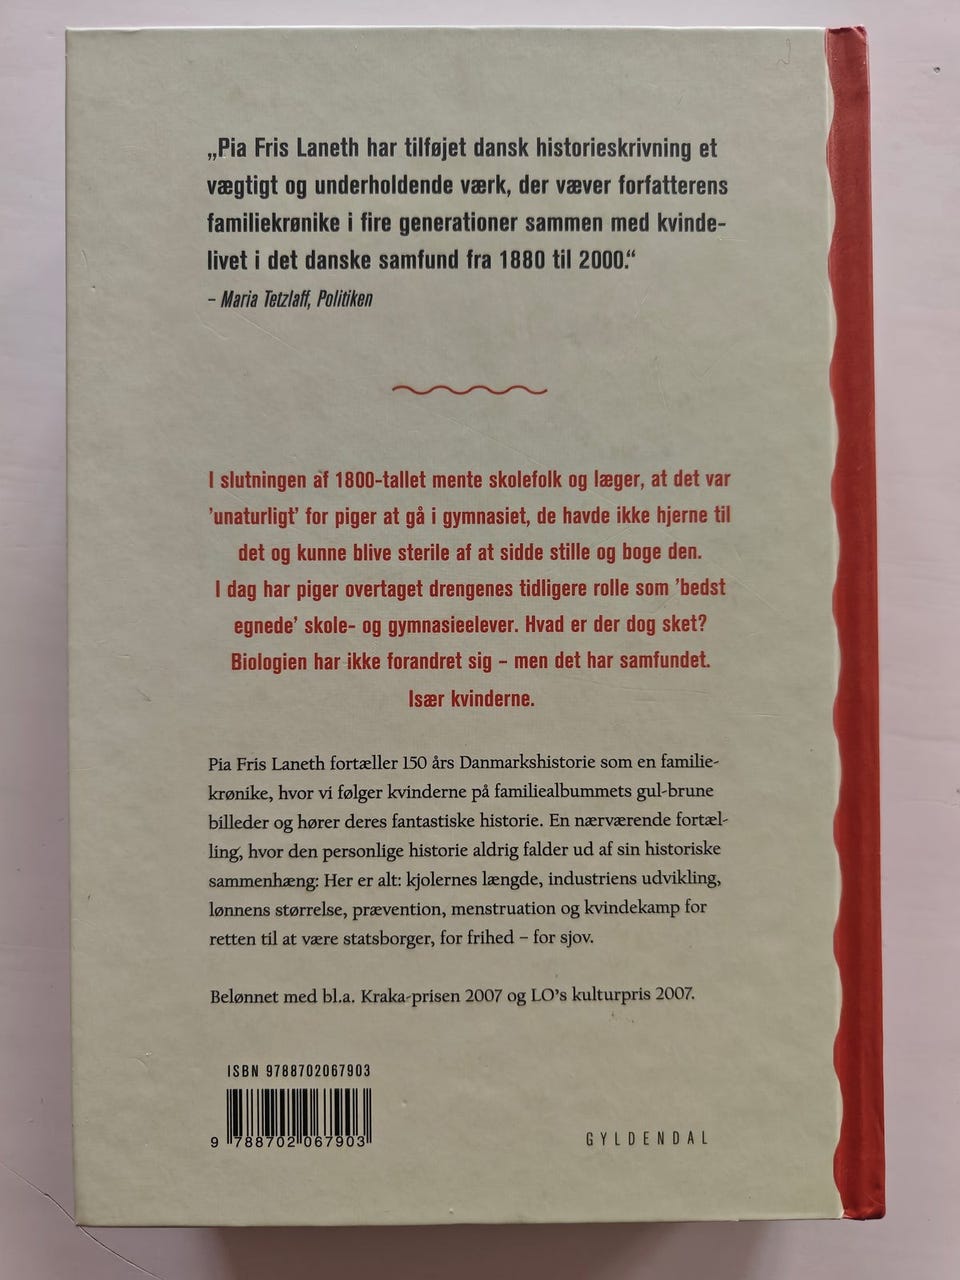 „Pia Fris Laneth har tilføjet dansk historieskrivning et
vægtigt og underholdende værk, der væver forfatterens
familiekrønike i fire generationer sammen med kvinde-
livet i det danske samfund fra 1880 til 2000.“
– Maria Tetzlaff, Politiken
I slutningen af 1800-tallet mente skolefolk og læger, at det var
'unaturligt' for piger at gå i gymnasiet, de havde ikke hjerne til
det og kunne blive sterile af at sidde stille og boge den.
I dag har piger overtaget drengenes tidligere rolle som 'bedst
egnede' skole- og gymnasieelever. Hvad er der dog sket?
Biologien har ikke forandret sig – men det har samfundet.
Især kvinderne.
Pia Fris Laneth fortæller 150 års Danmarkshistorie som en familie-
krønike, hvor vi følger kvinderne på familiealbummets gul-brune
billeder og hører deres fantastiske historie. En nærværende fortæl-
ling, hvor den personlige historie aldrig falder ud af sin historiske
sammenhæng: Her er alt: kjolernes længde, industriens udvikling,
lønnens størrelse, prævention, menstruation og kvindekamp for
retten til at være statsborger, for frihed – for sjov.
Belønnet med bl.a. Kraka-prisen 2007 og LO's kulturpris 2007.
ISBN 9788702067903
9 788702 067903
GYLDENDAL